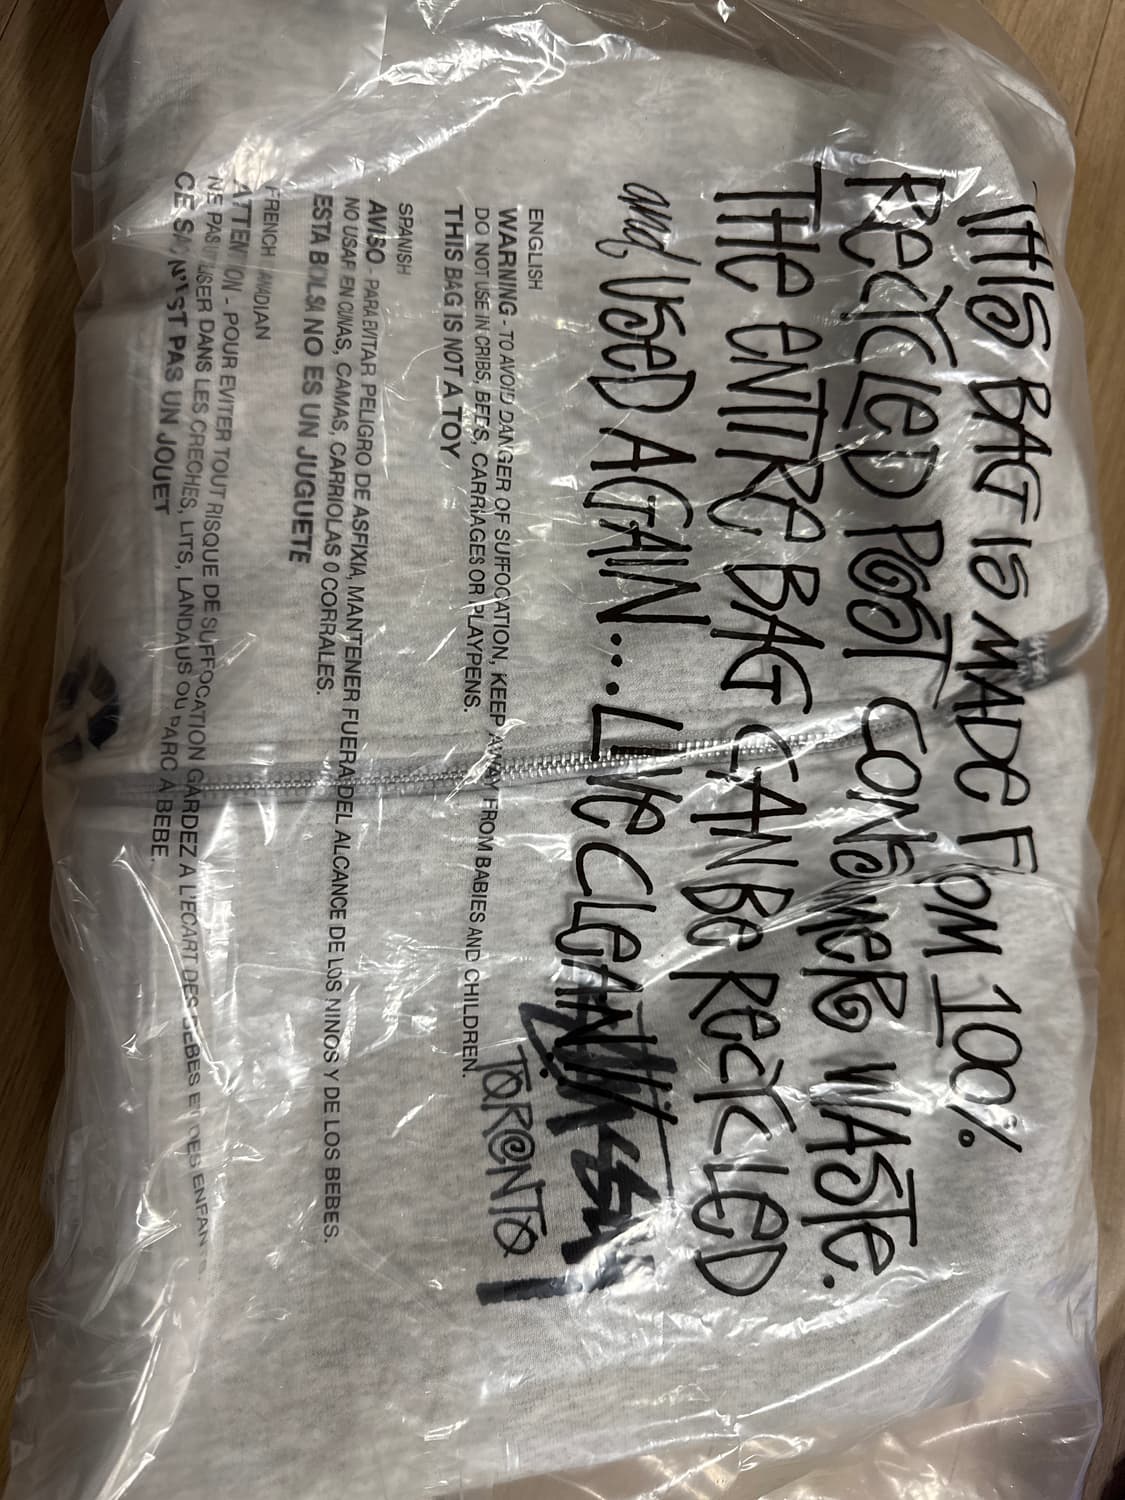 THIS BAG IS MADE FROM 100%
RECYCLED POST CONSUMER WASTE.
THE ENTIRE BAG CAN BE RECYCLED
and USED AGAIN... LIVE CLEAN
TORONTO
ENGLISH
WARNING - TO AVOID DANGER OF SUFFOCATION, KEEP AWAY FROM BABIES AND CHILDREN.
DO NOT USE IN CRIBS, BEDS, CARRIAGES OR PLAYPENS.
THIS BAG IS NOT A TOY
SPANISH
AVISO - PARA EVITAR PELIGRO DE ASFIXIA, MANTENER FUERA DEL ALCANCE DE LOS NINOS Y DE LOS BEBES.
NO USAR EN CUNAS, CAMAS, CARRIOLAS O CORRALES.
ESTA BOLSA NO ES UN JUGUETE
FRENCH CANADIAN
ATTENTION - POUR EVITER TOUT RISQUE DE SUFFOCATION GARDEZ A L'ECART DES BEBES ET DES ENFAN
NE PAS UTILISER DANS LES CRECHES, LITS, LANDAUS OU PARC A BEBE.
CE SAC N'EST PAS UN JOUET